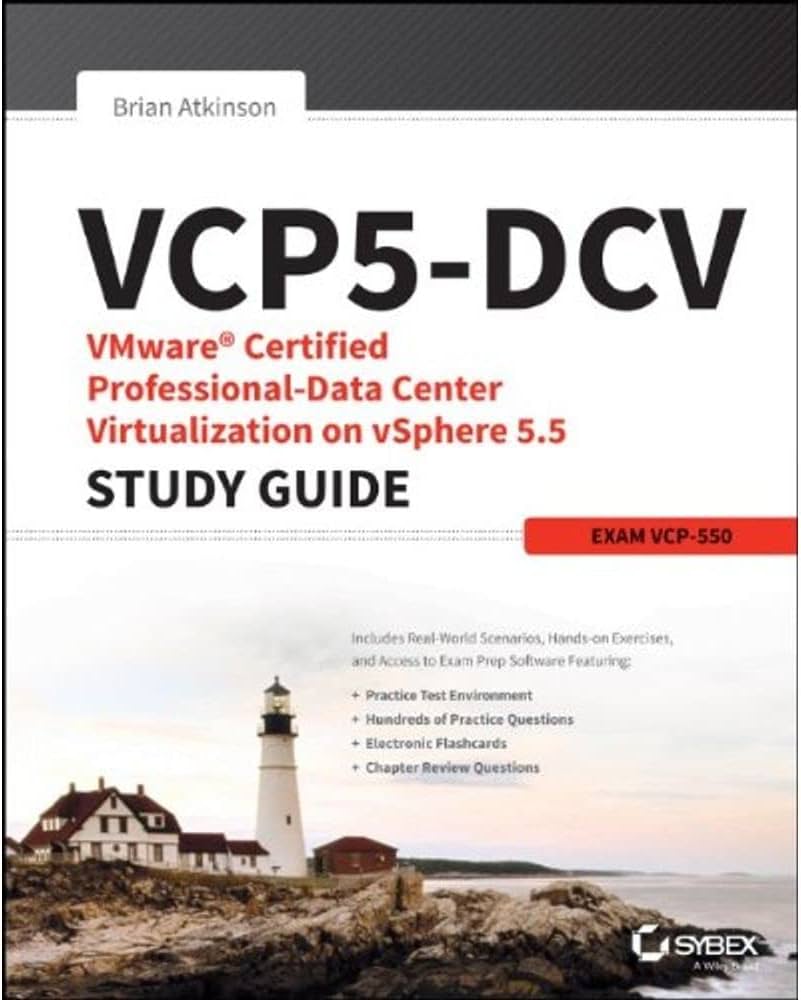 Brian Atkinson
VCP5-DCV
VMware® Certified
Professional-Data Center
Virtualization on vSphere 5.5
STUDY GUIDE
EXAM VCP-550
Includes Real-World Scenarios, Hands-on Exercises,
and Access to Exam Prep Software Featuring:
+ Practice Test Environment
+ Hundreds of Practice Questions
+ Electronic Flashcards
+ Chapter Review Questions
SYBEX
A Wiley Brand